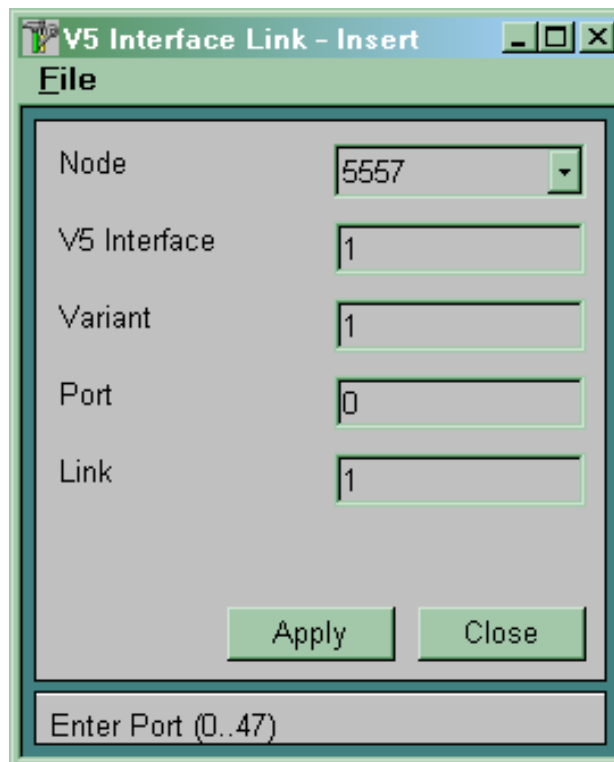 V5 Interface Link - Insert
File
Node 5557
V5 Interface 1
Variant 1
Port 0
Link 1
Apply Close
Enter Port (0..47)